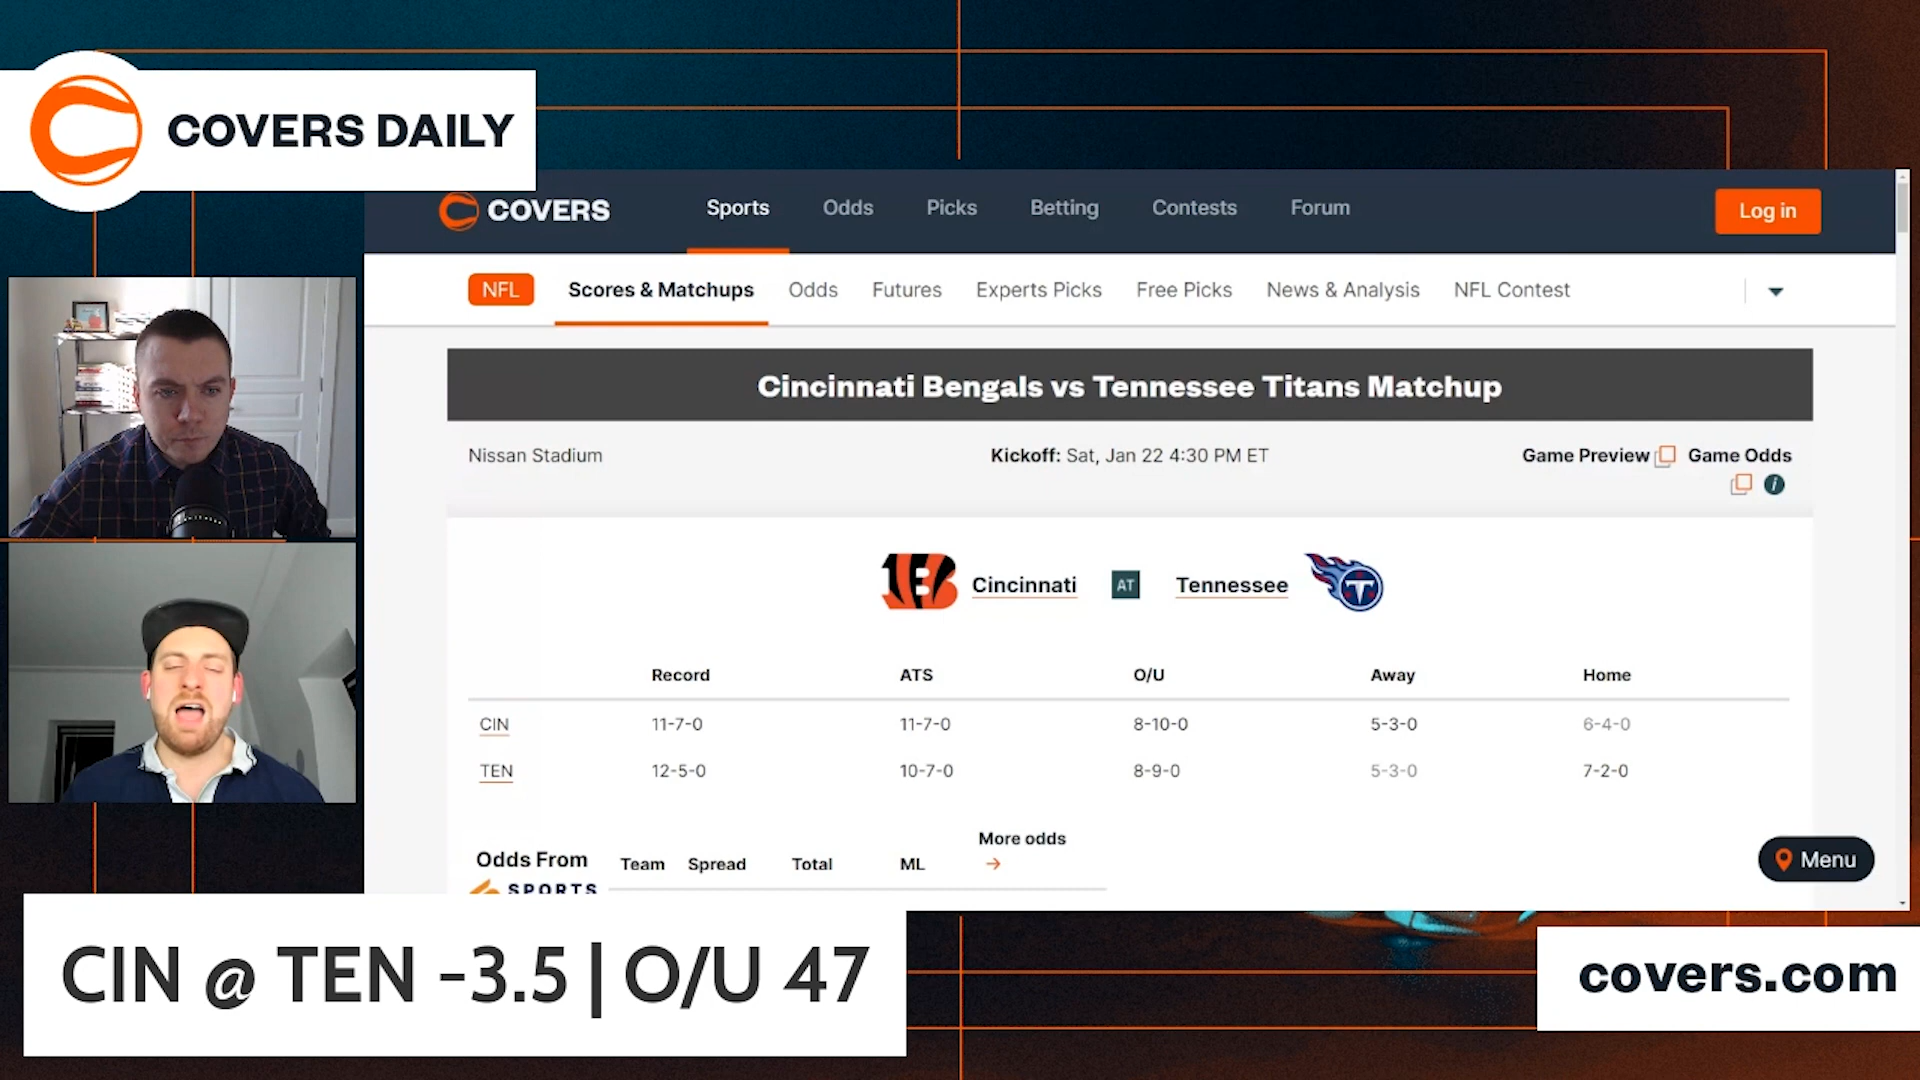 COVERS DAILY
COVERS Sports Odds Picks Betting Contests Forum Log in
NFL Scores & Matchups Odds Futures Experts Picks Free Picks News & Analysis NFL Contest
Cincinnati Bengals vs Tennessee Titans Matchup
Nissan Stadium Kickoff: Sat, Jan 22 4:30 PM ET Game Preview Game Odds
i
B Cincinnati AT Tennessee T
Record ATS O/U Away Home
CIN 11-7-0 11-7-0 8-10-0 5-3-0 6-4-0
TEN 12-5-0 10-7-0 8-9-0 5-3-0 7-2-0
More odds
Odds From Team Spread Total ML →
SPORTS
Menu
CIN @ TEN -3.5 | O/U 47
covers.com